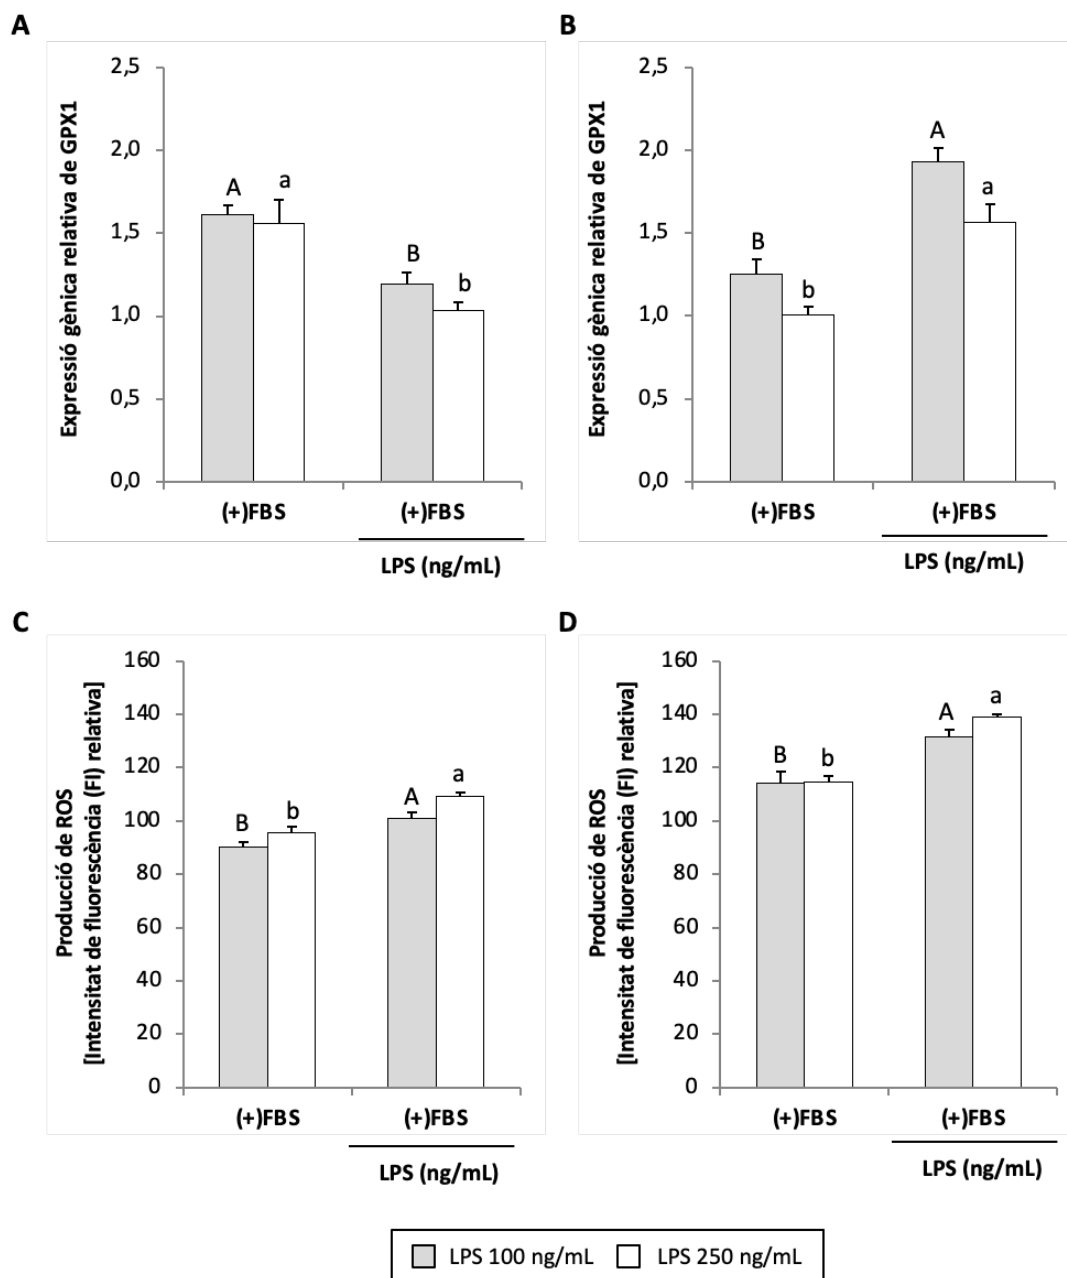 A
Expressió gènica relativa de GPX1
2,5
2,0
1,5
1,0
0,5
0,0
A
a
B
b
(+)FBS
(+)FBS
LPS (ng/mL)
B
Expressió gènica relativa de GPX1
2,5
2,0
1,5
1,0
0,5
0,0
B
b
A
a
(+)FBS
(+)FBS
LPS (ng/mL)
C
Producció de ROS
[Intensitat de fluorescència (FI) relativa]
160
140
120
100
80
60
40
20
0
B
b
A
a
(+)FBS
(+)FBS
LPS (ng/mL)
D
Producció de ROS
[Intensitat de fluorescència (FI) relativa]
160
140
120
100
80
60
40
20
0
B
b
A
a
(+)FBS
(+)FBS
LPS (ng/mL)
LPS 100 ng/mL LPS 250 ng/mL